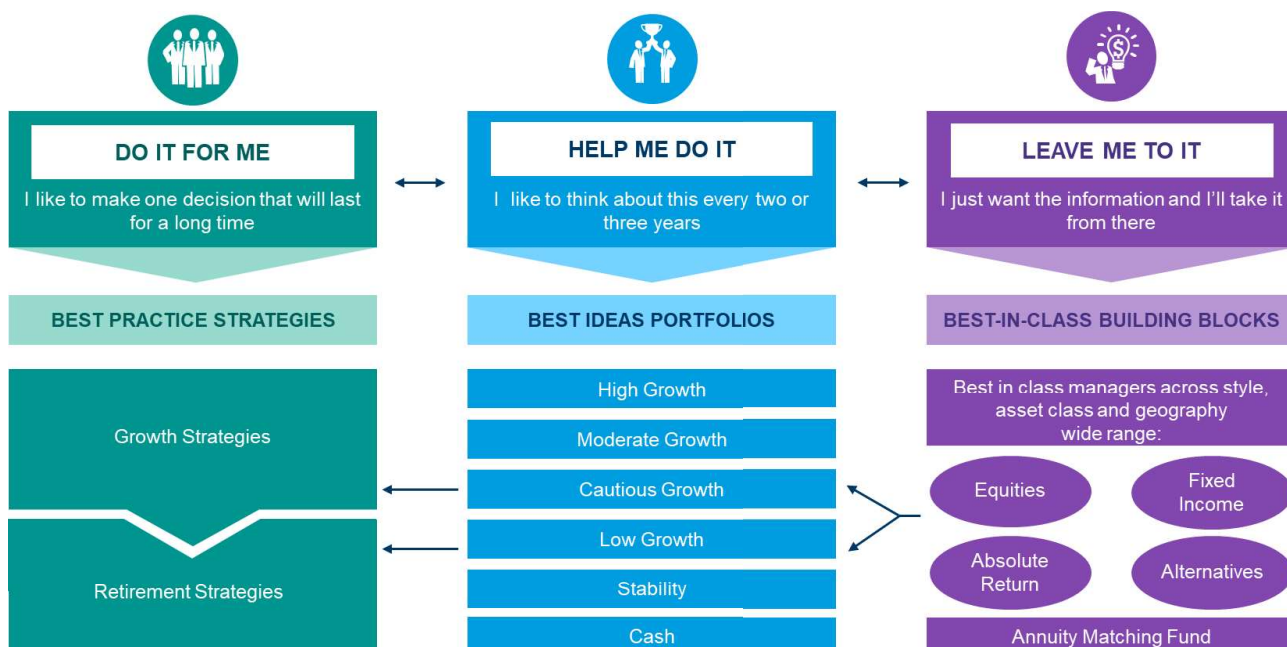 DO IT FOR ME
I like to make one decision that will last
for a long time
BEST PRACTICE STRATEGIES
Growth Strategies
Retirement Strategies
HELP ME DO IT
I like to think about this every two or
three years
BEST IDEAS PORTFOLIOS
High Growth
Moderate Growth
Cautious Growth
Low Growth
Stability
Cash
$
LEAVE ME TO IT
I just want the information and I'll take it
from there
BEST-IN-CLASS BUILDING BLOCKS
Best in class managers across style,
asset class and geography
wide range:
Equities
Fixed
Income
Absolute
Return
Alternatives
Annuity Matching Fund